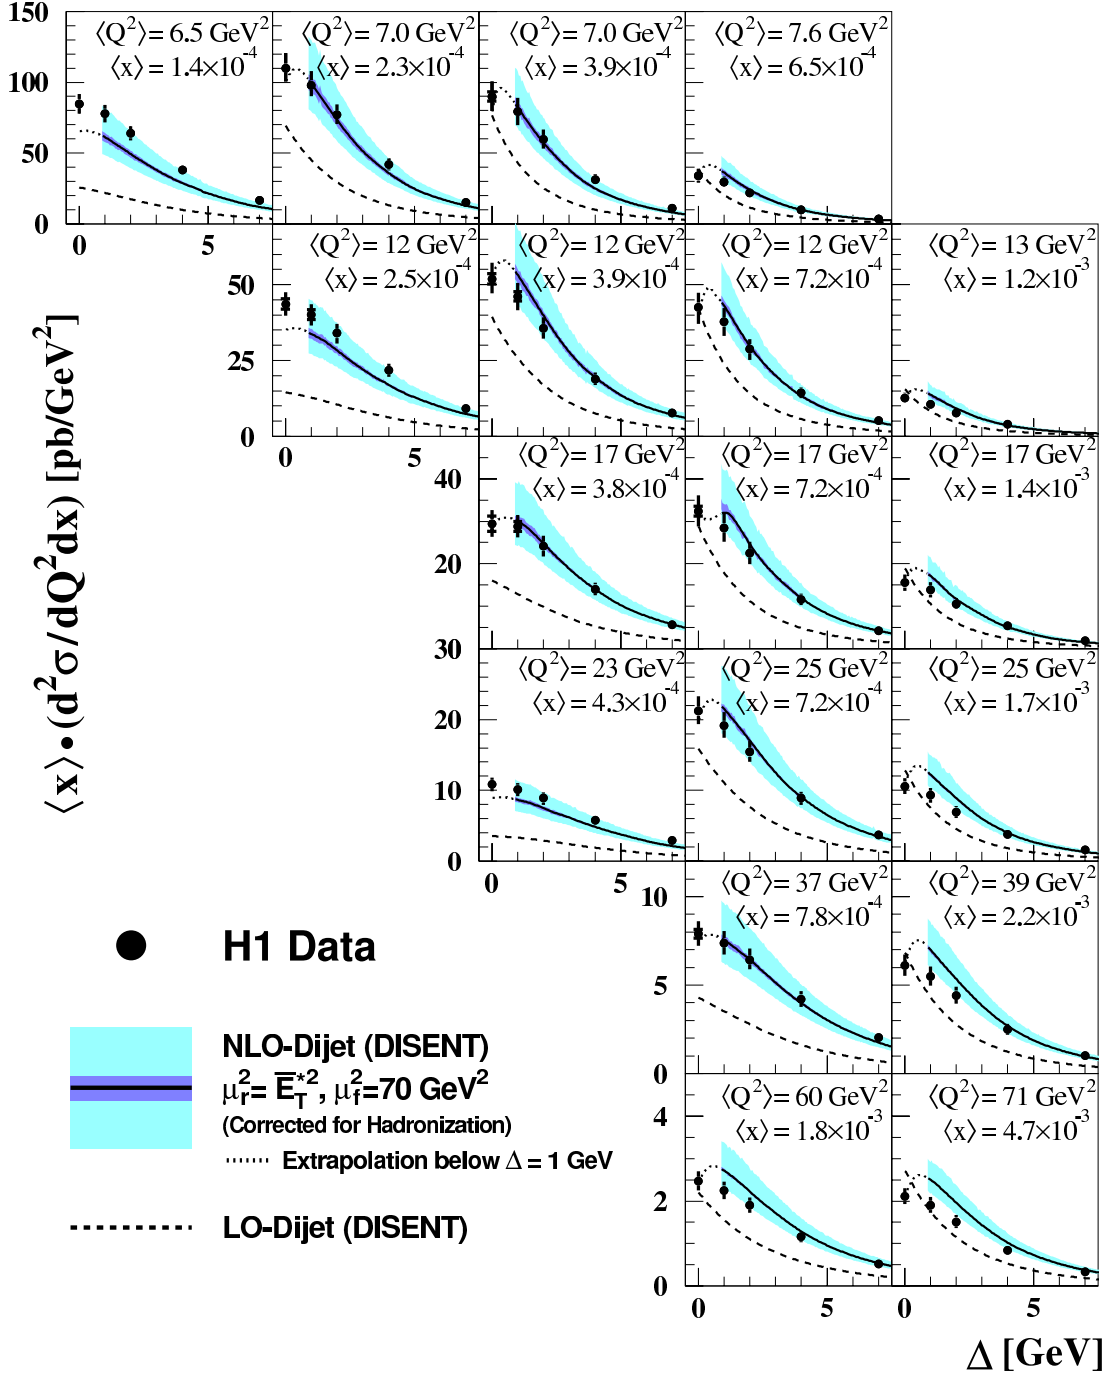 150
100
50
0
⟨Q²⟩= 6.5 GeV²
⟨x⟩= 1.4×10⁻⁴
⟨Q²⟩= 7.0 GeV²
⟨x⟩= 2.3×10⁻⁴
⟨Q²⟩= 7.0 GeV²
⟨x⟩= 3.9×10⁻⁴
⟨Q²⟩= 7.6 GeV²
⟨x⟩= 6.5×10⁻⁴
0 5
50
25
0
⟨Q²⟩= 12 GeV²
⟨x⟩= 2.5×10⁻⁴
⟨Q²⟩= 12 GeV²
⟨x⟩= 3.9×10⁻⁴
⟨Q²⟩= 12 GeV²
⟨x⟩= 7.2×10⁻⁴
⟨Q²⟩= 13 GeV²
⟨x⟩= 1.2×10⁻³
0 5
40
20
⟨Q²⟩= 17 GeV²
⟨x⟩= 3.8×10⁻⁴
⟨Q²⟩= 17 GeV²
⟨x⟩= 7.2×10⁻⁴
⟨Q²⟩= 17 GeV²
⟨x⟩= 1.4×10⁻³
30
20
10
0
⟨Q²⟩= 23 GeV²
⟨x⟩= 4.3×10⁻⁴
⟨Q²⟩= 25 GeV²
⟨x⟩= 7.2×10⁻⁴
⟨Q²⟩= 25 GeV²
⟨x⟩= 1.7×10⁻³
0 5
10
5
0
⟨Q²⟩= 37 GeV²
⟨x⟩= 7.8×10⁻⁴
⟨Q²⟩= 39 GeV²
⟨x⟩= 2.2×10⁻³
4
2
0
⟨Q²⟩= 60 GeV²
⟨x⟩= 1.8×10⁻³
⟨Q²⟩= 71 GeV²
⟨x⟩= 4.7×10⁻³
0 5
0 5
Δ [GeV]
⟨x⟩•(d²σ/dQ²dx) [pb/GeV²]
H1 Data
NLO-Dijet (DISENT)
μ_r²= E̅_T*², μ_f²=70 GeV²
(Corrected for Hadronization)
Extrapolation below Δ = 1 GeV
LO-Dijet (DISENT)